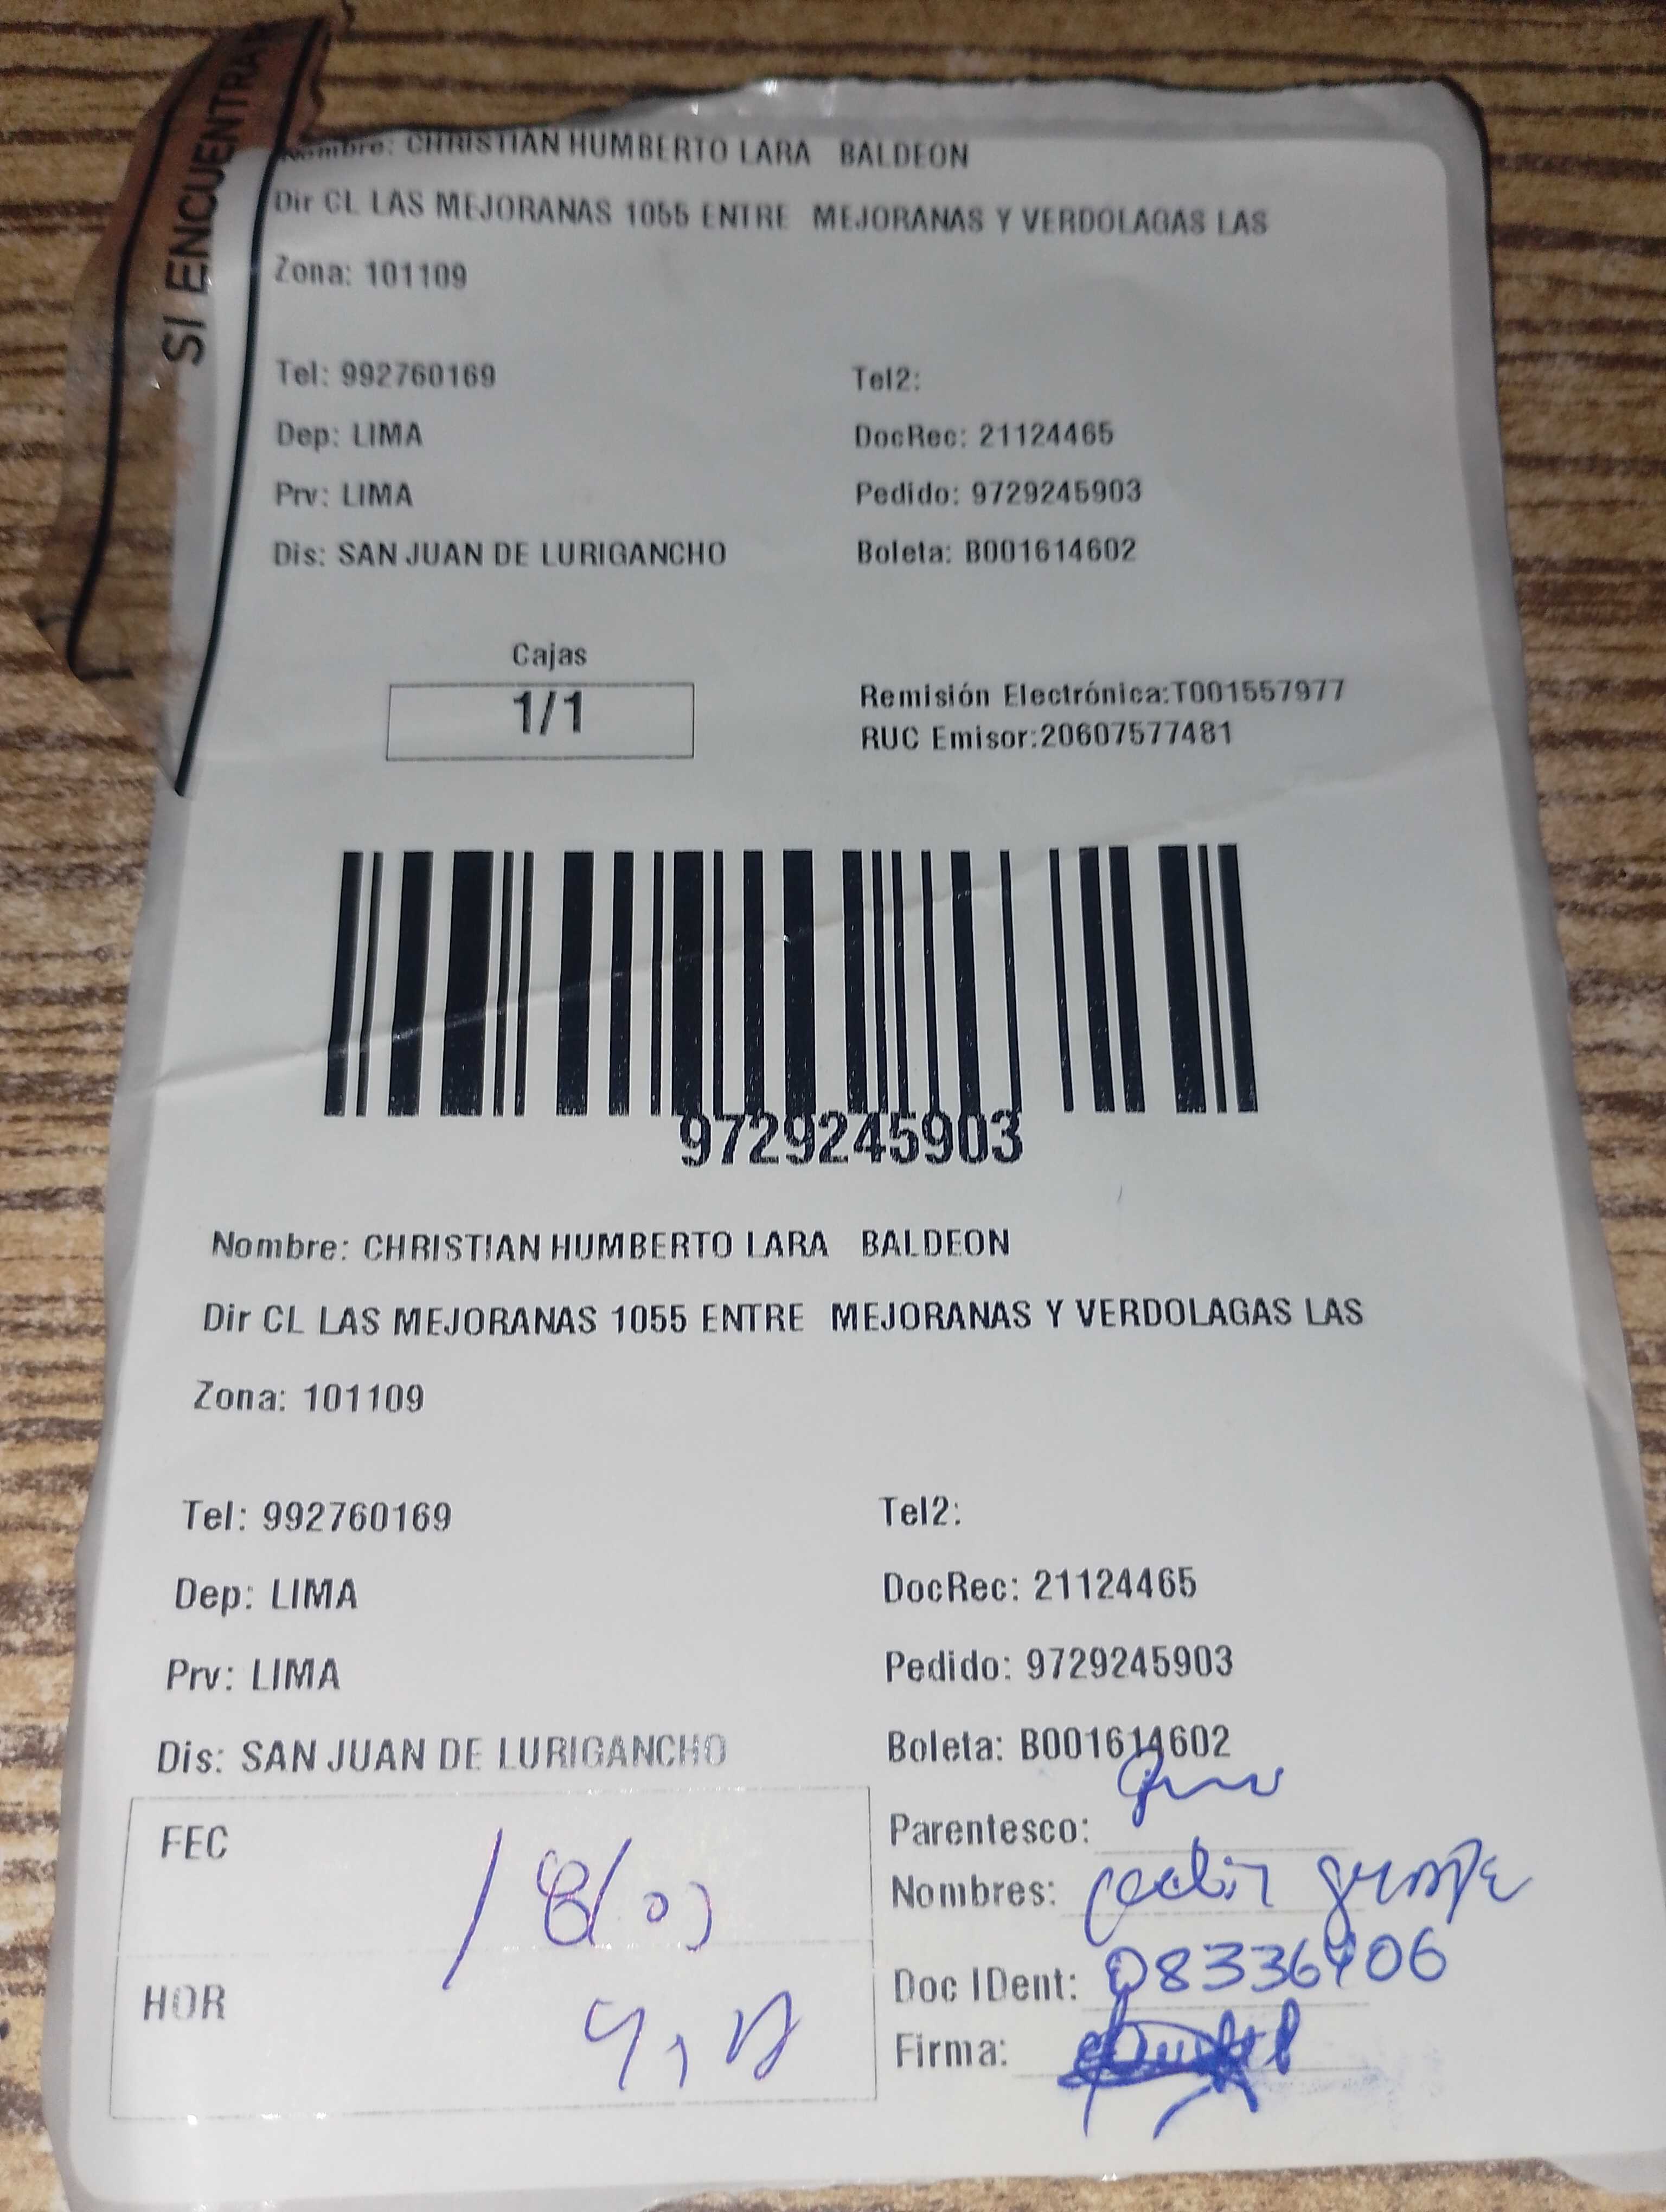 SI ENCUENTRA
Nombre: CHRISTIAN HUMBERTO LARA BALDEON
Dir CL LAS MEJORANAS 1055 ENTRE MEJORANAS Y VERDOLAGAS LAS
Zona: 101109
Tel: 992760169 Tel2:
Dep: LIMA DocRec: 21124465
Prv: LIMA Pedido: 9729245903
Dis: SAN JUAN DE LURIGANCHO Boleta: B001614602
Cajas
1/1
Remisión Electrónica:T001557977
RUC Emisor:20607577481
9729245903
Nombre: CHRISTIAN HUMBERTO LARA BALDEON
Dir CL LAS MEJORANAS 1055 ENTRE MEJORANAS Y VERDOLAGAS LAS
Zona: 101109
Tel: 992760169 Tel2:
Dep: LIMA DocRec: 21124465
Prv: LIMA Pedido: 9729245903
Dis: SAN JUAN DE LURIGANCHO Boleta: B001614602
FEC
HOR
Parentesco:
Nombres:
Doc IDent:
Firma: